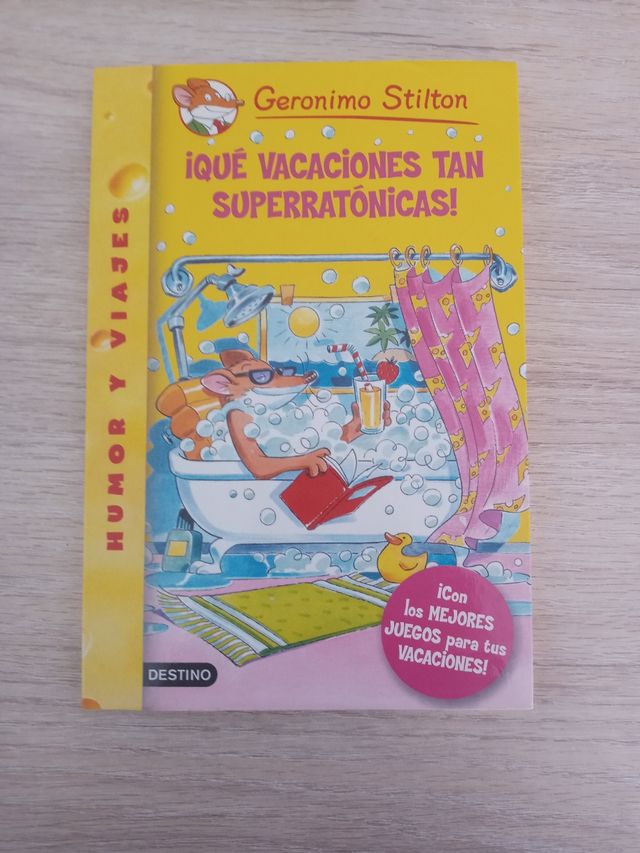 Geronimo Stilton
¡QUÉ VACACIONES TAN
SUPERRATÓNICAS!
HUMOR Y VIAJES
¡Con
los MEJORES
JUEGOS para tus
VACACIONES!
DESTINO